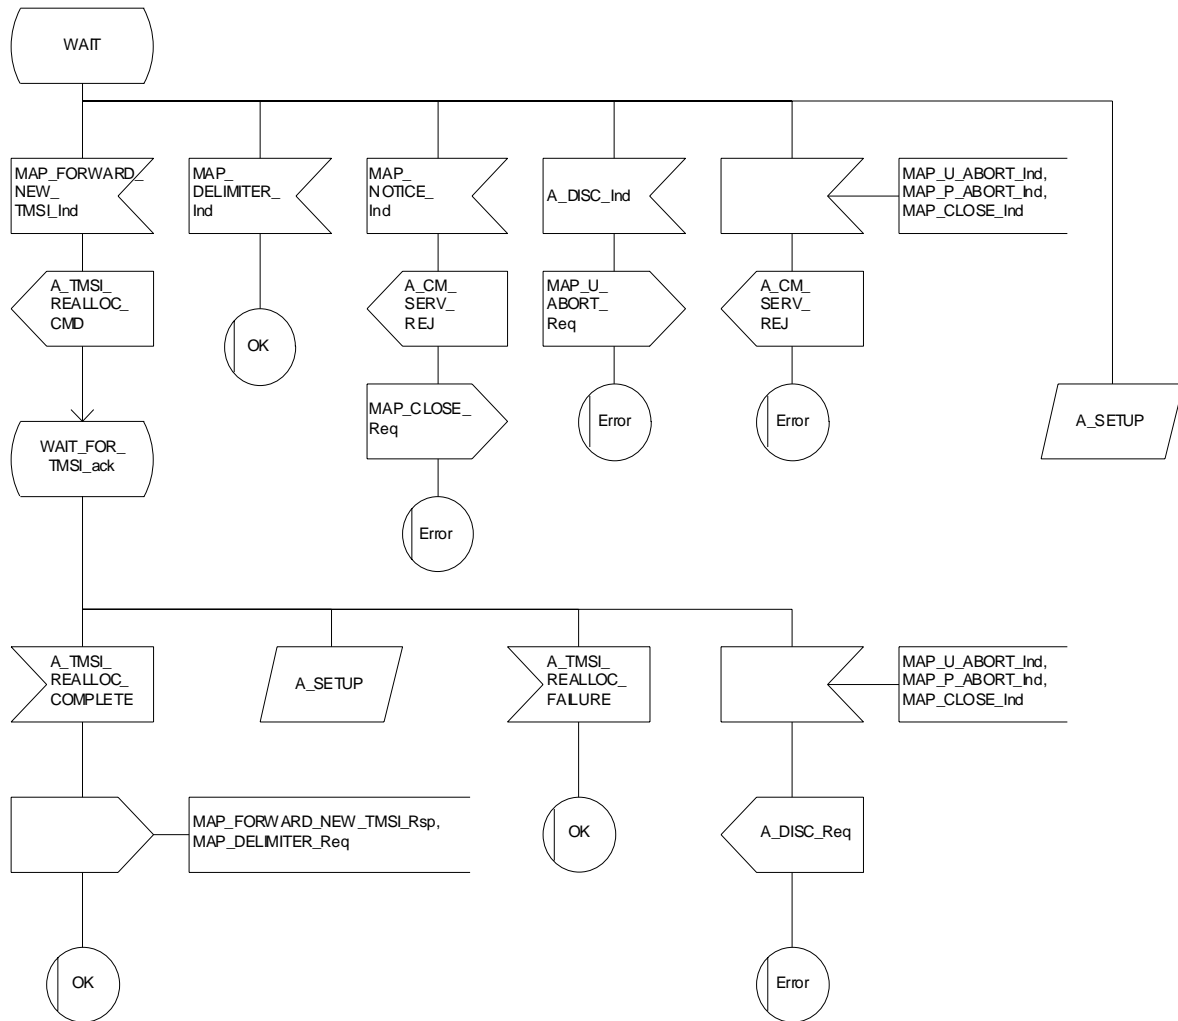 WAIT
MAP_FORWARD_
NEW_
TMSI_Ind
MAP_
DELIMITER_
Ind
MAP_
NOTICE_
Ind
A_DISC_Ind
MAP_U_ABORT_Ind,
MAP_P_ABORT_Ind,
MAP_CLOSE_Ind
A_TMSI_
REALLOC_
CMD
OK
A_CM_
SERV_
REJ
MAP_U_
ABORT_
Req
A_CM_
SERV_
REJ
MAP_CLOSE_
Req
Error
Error
A_SETUP
WAIT_FOR_
TMSI_ack
Error
A_TMSI_
REALLOC_
COMPLETE
A_SETUP
A_TMSI_
REALLOC_
FAILURE
MAP_U_ABORT_Ind,
MAP_P_ABORT_Ind,
MAP_CLOSE_Ind
MAP_FORWARD_NEW_TMSI_Rsp,
MAP_DELIMITER_Req
OK
A_DISC_Req
OK
Error